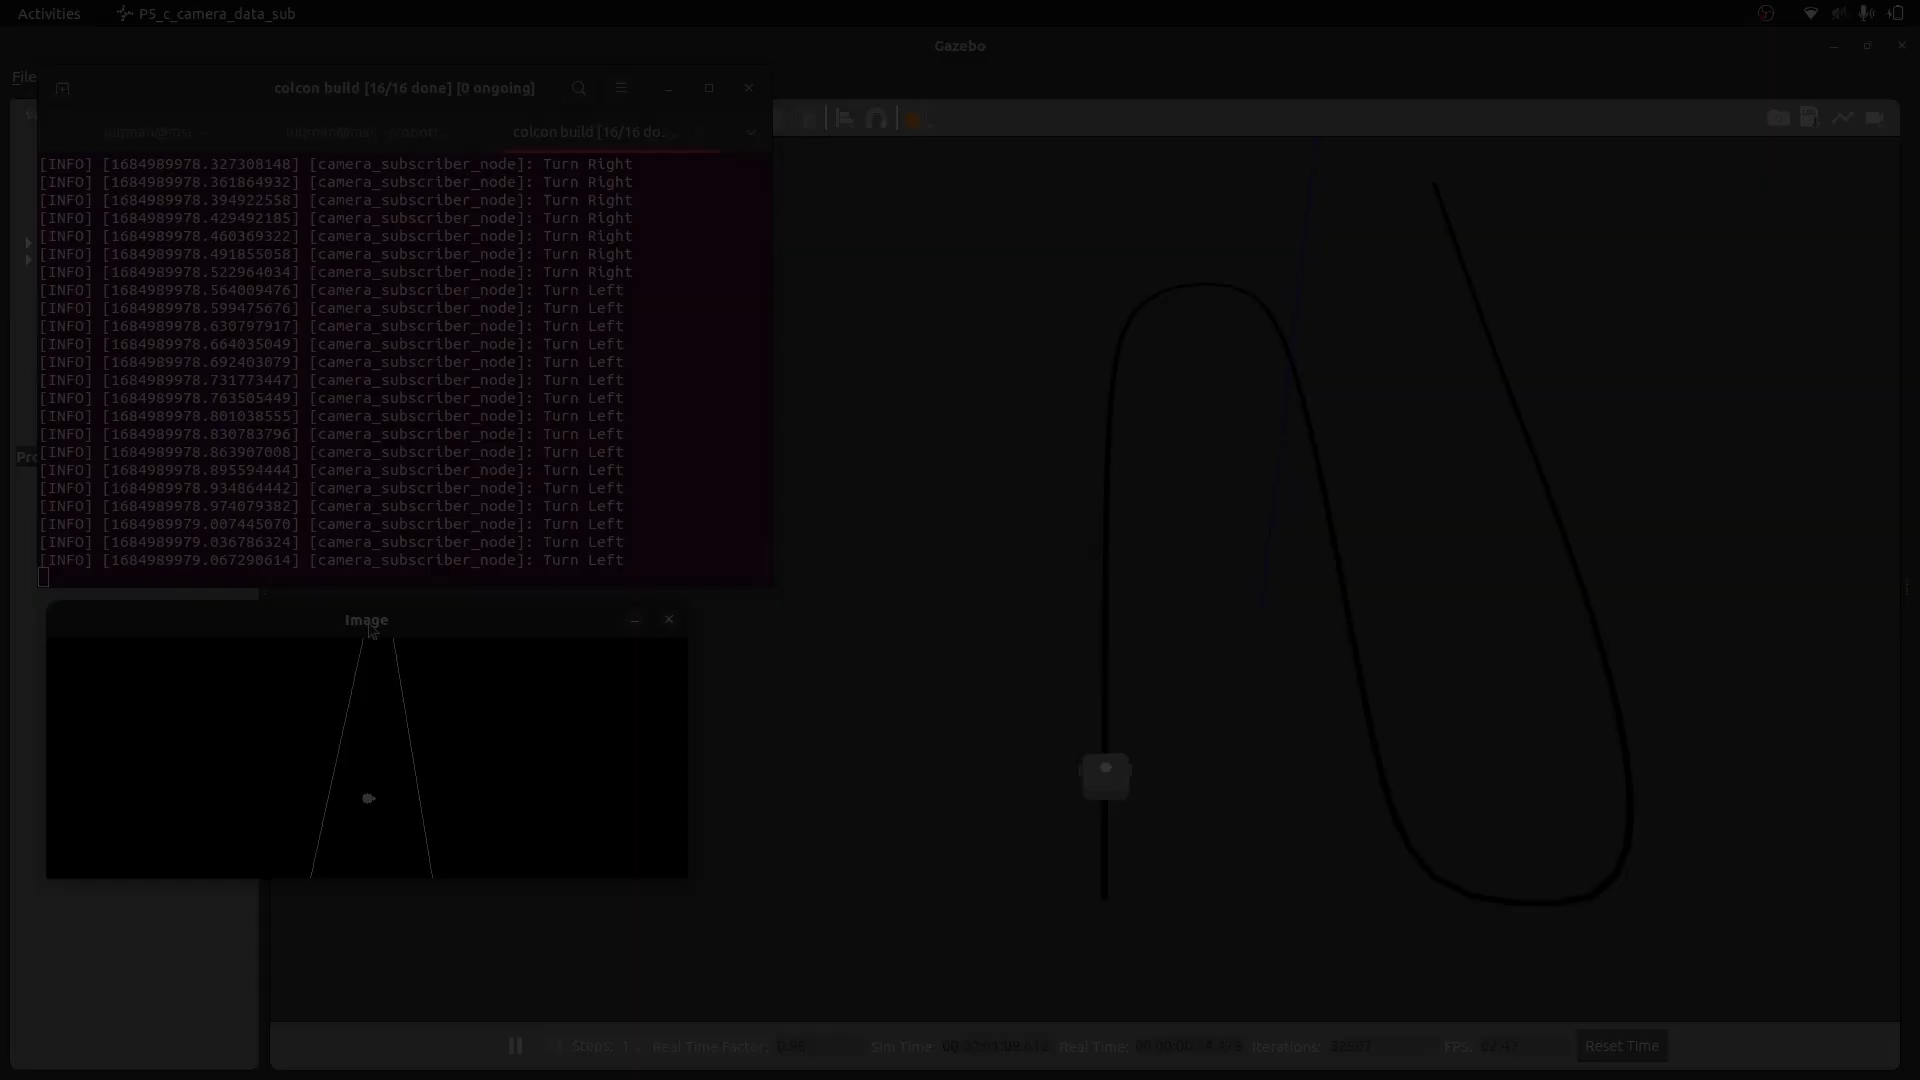 Activities P5_c_camera_data_sub
Gazebo
File
colcon build [16/16 done] [0 ongoing]
colcon build [16/16 do...
[INFO] [1684989978.327308148] [camera_subscriber_node]: Turn Right
[INFO] [1684989978.361864932] [camera_subscriber_node]: Turn Right
[INFO] [1684989978.394922558] [camera_subscriber_node]: Turn Right
[INFO] [1684989978.429492185] [camera_subscriber_node]: Turn Right
[INFO] [1684989978.460369322] [camera_subscriber_node]: Turn Right
[INFO] [1684989978.491855058] [camera_subscriber_node]: Turn Right
[INFO] [1684989978.522964034] [camera_subscriber_node]: Turn Right
[INFO] [1684989978.564009476] [camera_subscriber_node]: Turn Left
[INFO] [1684989978.599475676] [camera_subscriber_node]: Turn Left
[INFO] [1684989978.630797917] [camera_subscriber_node]: Turn Left
[INFO] [1684989978.664035049] [camera_subscriber_node]: Turn Left
[INFO] [1684989978.692403079] [camera_subscriber_node]: Turn Left
[INFO] [1684989978.731773447] [camera_subscriber_node]: Turn Left
[INFO] [1684989978.763505449] [camera_subscriber_node]: Turn Left
[INFO] [1684989978.801038555] [camera_subscriber_node]: Turn Left
[INFO] [1684989978.830783796] [camera_subscriber_node]: Turn Left
[INFO] [1684989978.863907008] [camera_subscriber_node]: Turn Left
[INFO] [1684989978.895594444] [camera_subscriber_node]: Turn Left
[INFO] [1684989978.934864442] [camera_subscriber_node]: Turn Left
[INFO] [1684989978.974079382] [camera_subscriber_node]: Turn Left
[INFO] [1684989979.007445070] [camera_subscriber_node]: Turn Left
[INFO] [1684989979.036786324] [camera_subscriber_node]: Turn Left
[INFO] [1684989979.067290614] [camera_subscriber_node]: Turn Left
Pro
Image
Steps: 1 Real Time Factor: 0.96 Sim Time: Real Time: Iterations: FPS: Reset Time